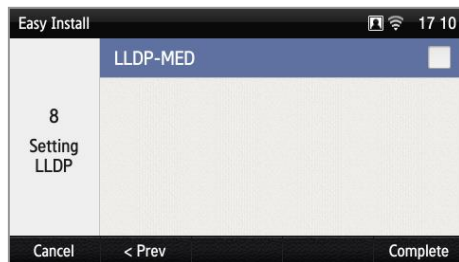 Easy Install 17 10
LLDP-MED
8
Setting
LLDP
Cancel < Prev Complete